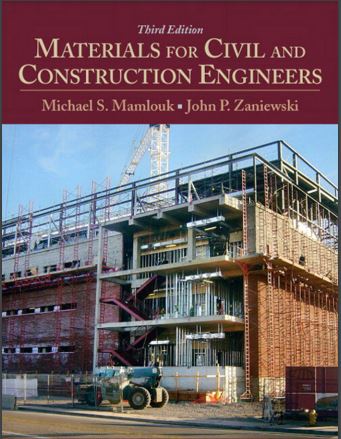 Third Edition
MATERIALS FOR CIVIL AND
CONSTRUCTION ENGINEERS
Michael S. Mamlouk ▪ John P. Zaniewski